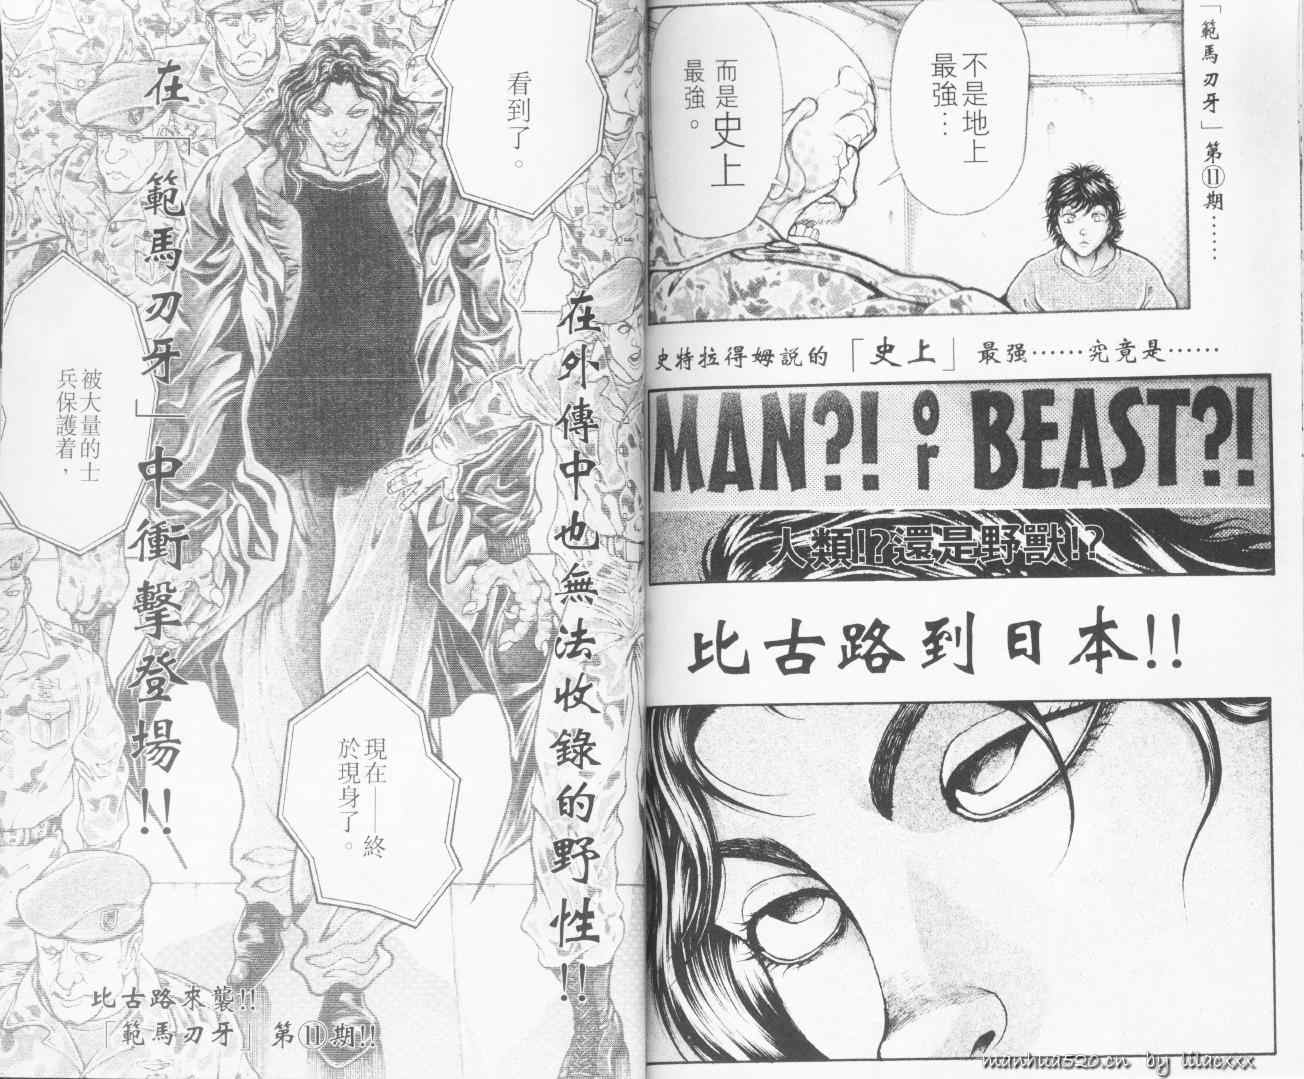 「範馬刃牙」第⑪期……
不是地上
最強…
而是史上
最強。
史特拉得姆説的「史上」最强……究竟是……
MAN?! or BEAST?!
人類!?還是野獸!?
比古路到日本!!
看到了。
在外傳中也無法收錄的野性!!
在「範馬刃牙」中衝擊登場!!
被大量的士
兵保護着，
現在——終
於現身了。
比古路來襲!!
「範馬刃牙」第⑪期!!
manhua520.cn by lilacxxx